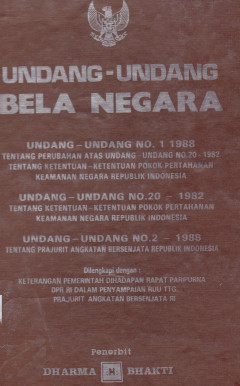 UNDANG-UNDANG
BELA NEGARA
UNDANG – UNDANG NO. 1 1988
TENTANG PERUBAHAN ATAS UNDANG-UNDANG NO.20-1982
TENTANG KETENTUAN-KETENTUAN POKOK PERTAHANAN
KEAMANAN NEGARA REPUBLIK INDONESIA
UNDANG – UNDANG NO.20 – 1982
TENTANG KETENTUAN-KETENTUAN POKOK PERTAHANAN
KEAMANAN NEGARA REPUBLIK INDONESIA
UNDANG – UNDANG NO.2 – 1988
TENTANG PRAJURIT ANGKATAN BERSENJATA REPUBLIK INDONESIA
Dilengkapi dengan :
KETERANGAN PEMERINTAH DIHADAPAN RAPAT PARIPURNA
DPR RI DALAM PENYAMPAIAN RUU TTG.
PRAJURIT ANGKATAN BERSENJATA RI
Penerbit
DHARMA BHAKTI